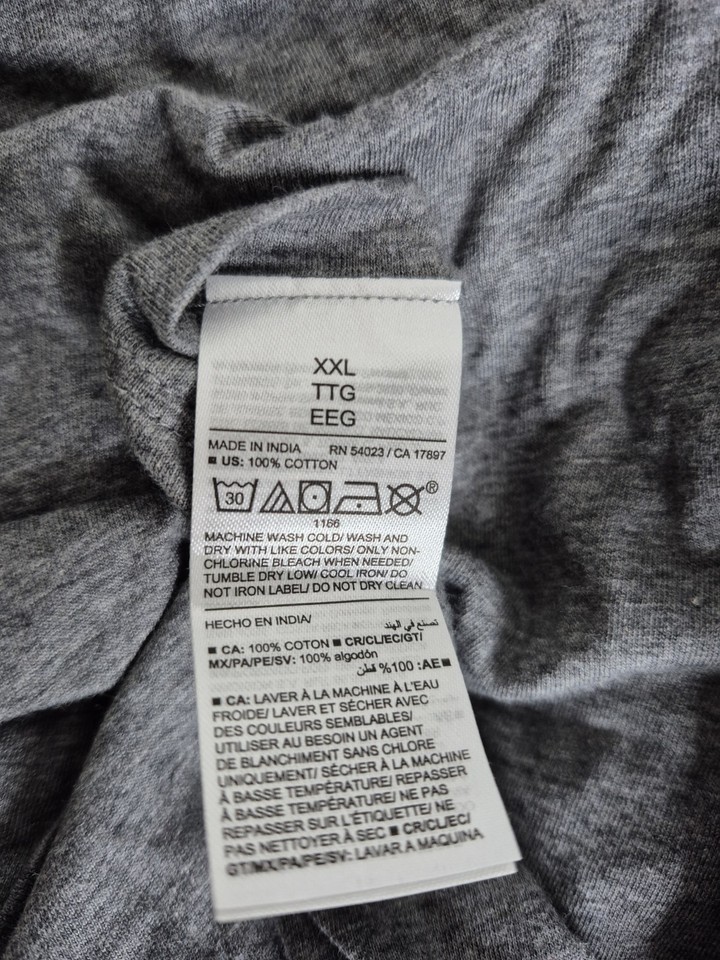 XXL
TTG
EEG
MADE IN INDIA RN 54023 / CA 17897
■ US: 100% COTTON
30 ®
1166
MACHINE WASH COLD/ WASH AND
DRY WITH LIKE COLORS/ ONLY NON-
CHLORINE BLEACH WHEN NEEDED/
TUMBLE DRY LOW/ COOL IRON/ DO
NOT IRON LABEL/ DO NOT DRY CLEAN
HECHO EN INDIA/ تصنع في الهند
■ CA: 100% COTON ■ CR/CL/EC/GT/
MX/PA/PE/SV: 100% algodón
■AE: 100% قطن
■ CA: LAVER À LA MACHINE À L'EAU
FROIDE/ LAVER ET SÉCHER AVEC
DES COULEURS SEMBLABLES/
UTILISER AU BESOIN UN AGENT
DE BLANCHIMENT SANS CHLORE
UNIQUEMENT/ SÉCHER À LA MACHINE
À BASSE TEMPÉRATURE/ REPASSER
À BASSE TEMPÉRATURE/ NE PAS
REPASSER SUR L'ÉTIQUETTE/ NE
PAS NETTOYER À SEC ■ CR/CL/EC/
GT/MX/PA/PE/SV: LAVAR A MAQUINA